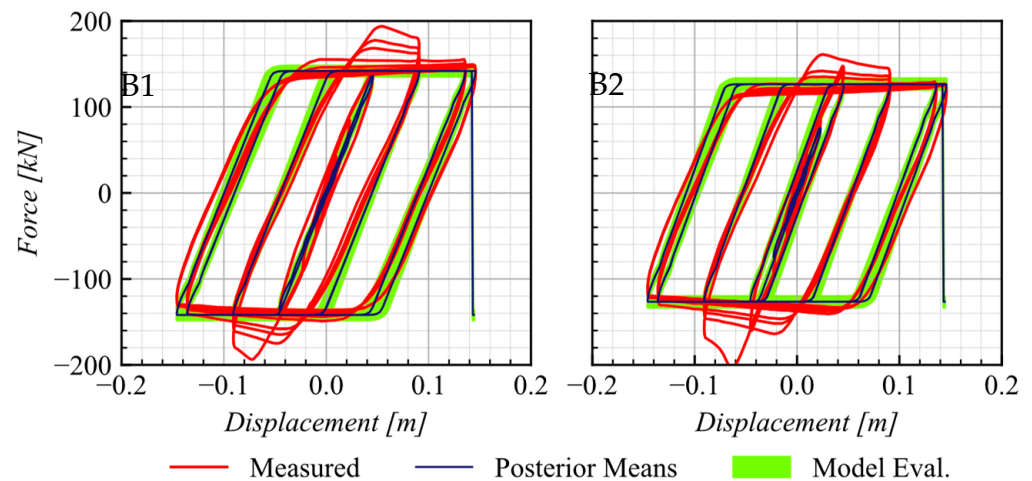 200
100
0
−100
−200
Force [kN]
B1
−0.2 −0.1 0.0 0.1 0.2
Displacement [m]
B2
−0.2 −0.1 0.0 0.1 0.2
Displacement [m]
Measured Posterior Means Model Eval.